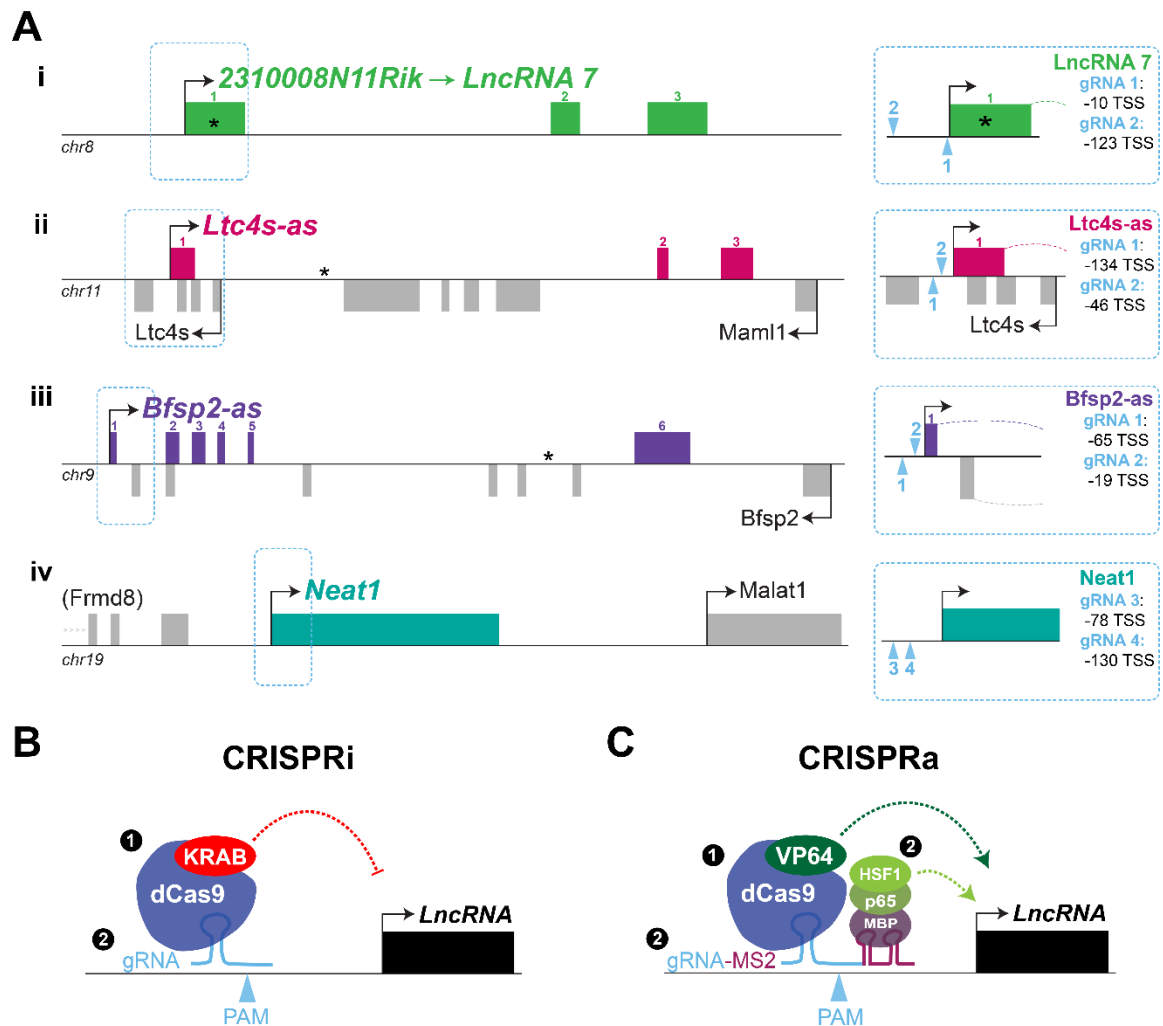 A
i
2310008N11Rik → LncRNA 7
1
2
3
*
chr8
LncRNA 7
gRNA 1:
-10 TSS
gRNA 2:
-123 TSS
2
1
*
1
ii
Ltc4s-as
1
*
2
3
chr11
Ltc4s
Maml1
Ltc4s-as
gRNA 1:
-134 TSS
gRNA 2:
-46 TSS
2
1
1
Ltc4s
iii
Bfsp2-as
1
2
3
4
5
*
6
chr9
Bfsp2
Bfsp2-as
gRNA 1:
-65 TSS
gRNA 2:
-19 TSS
2
1
1
iv
(Frmd8)
Neat1
Malat1
chr19
Neat1
gRNA 3:
-78 TSS
gRNA 4:
-130 TSS
3 4
B
CRISPRi
1
KRAB
dCas9
2
gRNA
PAM
LncRNA
C
CRISPRa
1
VP64
dCas9
2
HSF1
p65
MBP
2
gRNA-MS2
PAM
LncRNA